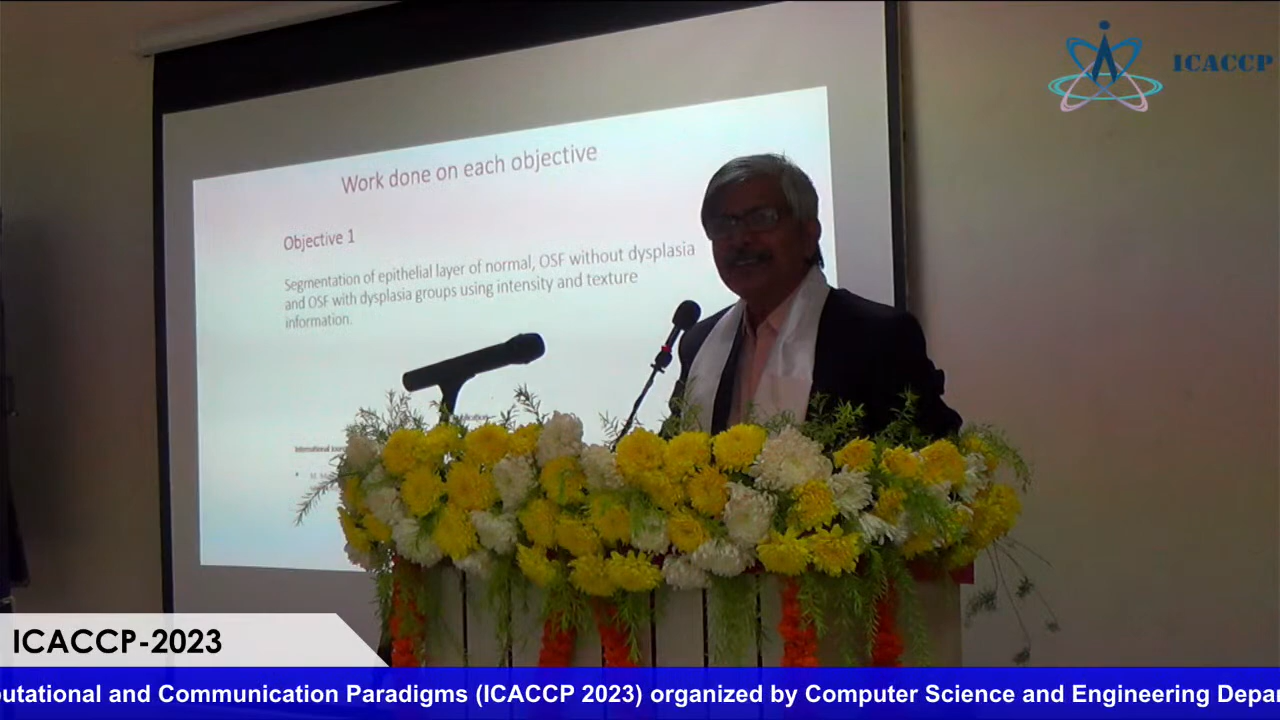 ICACCP
Work done on each objective
Objective 1
Segmentation of epithelial layer of normal, OSF without dysplasia
and OSF with dysplasia groups using intensity and texture
information.
International
ICACCP-2023
putational and Communication Paradigms (ICACCP 2023) organized by Computer Science and Engineering Depar